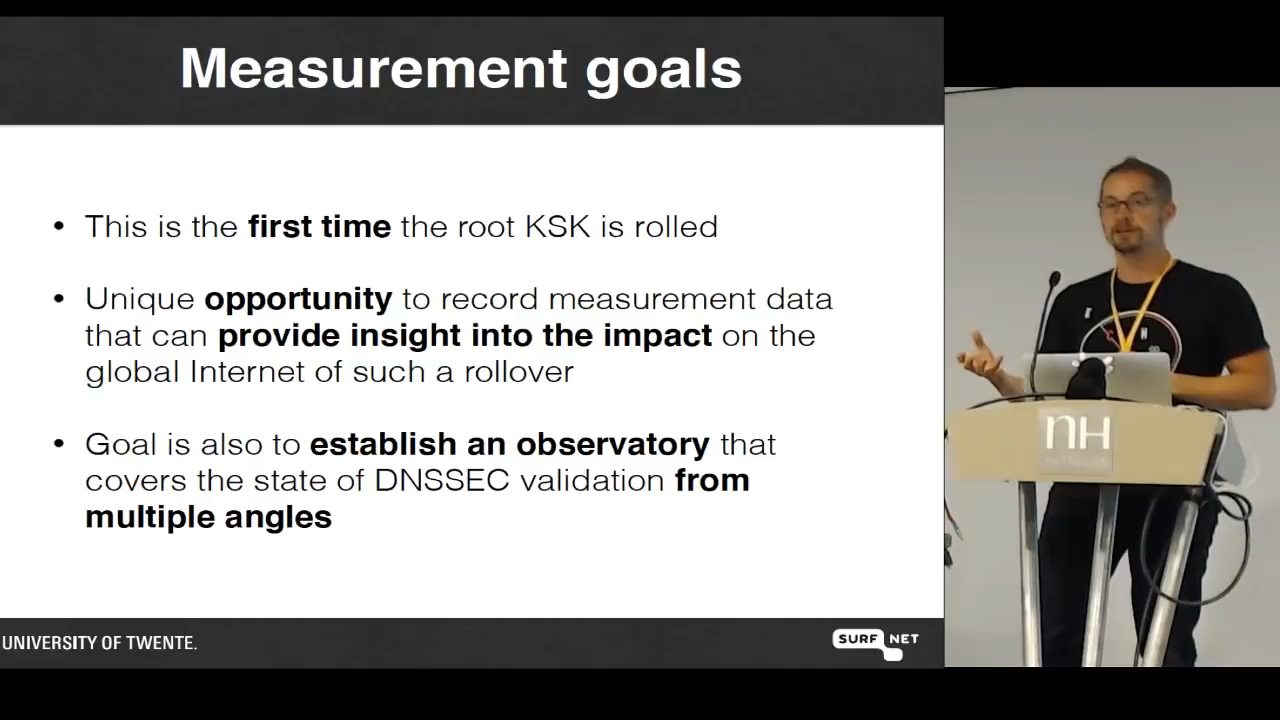 Measurement goals
• This is the first time the root KSK is rolled
• Unique opportunity to record measurement data
that can provide insight into the impact on the
global Internet of such a rollover
• Goal is also to establish an observatory that
covers the state of DNSSEC validation from
multiple angles
UNIVERSITY OF TWENTE.
SURF NET
nH